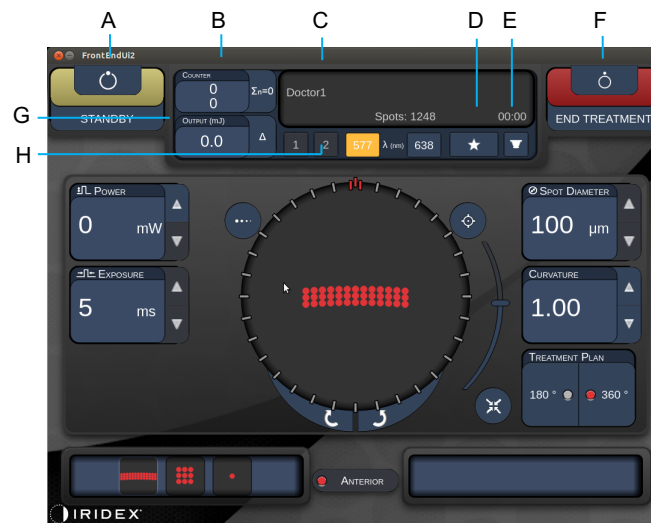 A B C D E F
FrontEndUi2
STANDBY
COUNTER
0
0
Σn=0
OUTPUT (mJ)
0.0
Δ
Doctor1
Spots: 1248 00:00
1 2 577 λ (nm) 638
END TREATMENT
G
H
POWER
0 mW
EXPOSURE
5 ms
SPOT DIAMETER
100 µm
CURVATURE
1.00
TREATMENT PLAN
180 ° 360 °
ANTERIOR
IRIDEX